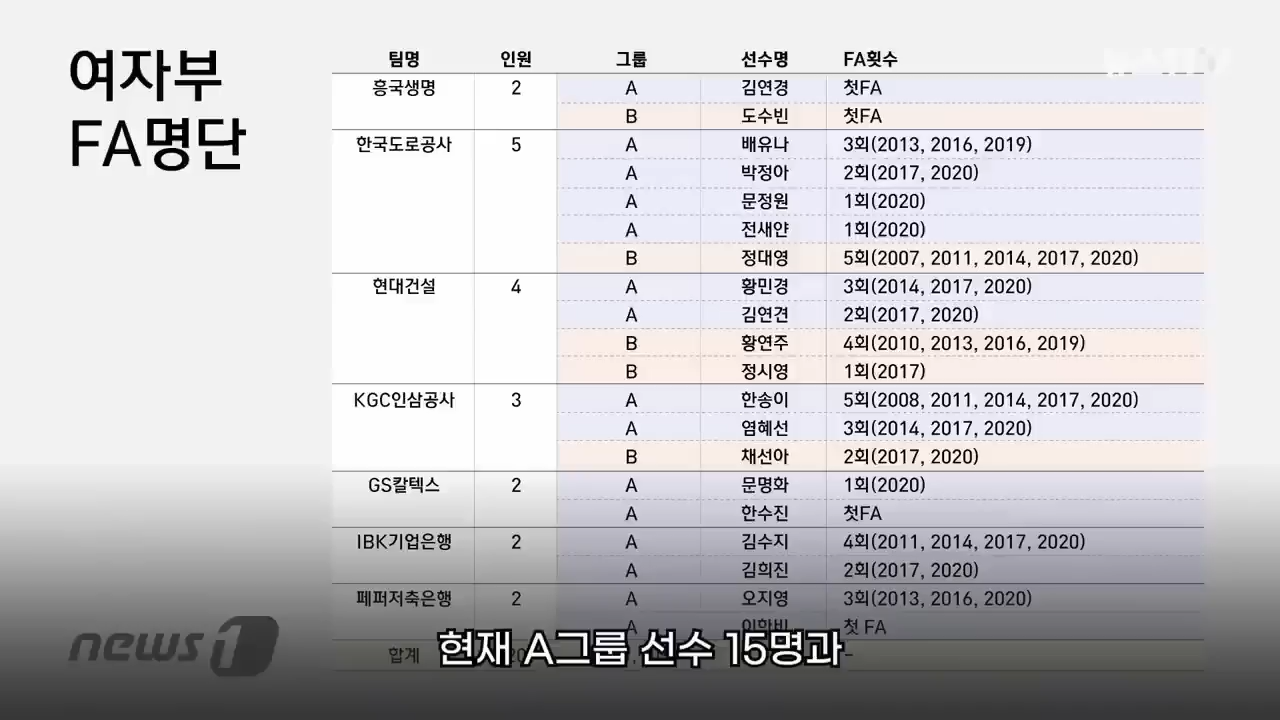 여자부
FA명단
팀명 인원 그룹 선수명 FA횟수
흥국생명 2 A 김연경 첫FA
B 도수빈 첫FA
한국도로공사 5 A 배유나 3회(2013, 2016, 2019)
A 박정아 2회(2017, 2020)
A 문정원 1회(2020)
A 전새얀 1회(2020)
B 정대영 5회(2007, 2011, 2014, 2017, 2020)
현대건설 4 A 황민경 3회(2014, 2017, 2020)
A 김연견 2회(2017, 2020)
B 황연주 4회(2010, 2013, 2016, 2019)
B 정시영 1회(2017)
KGC인삼공사 3 A 한송이 5회(2008, 2011, 2014, 2017, 2020)
A 염혜선 3회(2014, 2017, 2020)
B 채선아 2회(2017, 2020)
GS칼텍스 2 A 문명화 1회(2020)
A 한수진 첫FA
IBK기업은행 2 A 김수지 4회(2011, 2014, 2017, 2020)
A 김희진 2회(2017, 2020)
페퍼저축은행 2 A 오지영 3회(2013, 2016, 2020)
A 이한비 첫 FA
합계 -
현재 A그룹 선수 15명과
news1